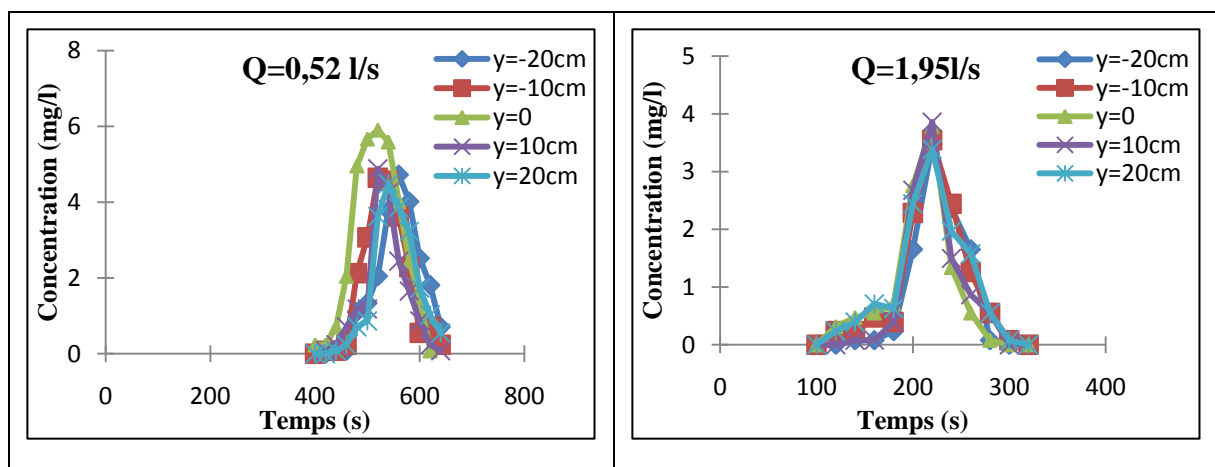 Q=0,52 l/s
y=-20cm
y=-10cm
y=0
y=10cm
y=20cm
Concentration (mg/l)
8
6
4
2
0
0 200 400 600 800
Temps (s)
Q=1,95l/s
y=-20cm
y=-10cm
y=0
y=10cm
y=20cm
Concentration (mg/l)
5
4
3
2
1
0
0 100 200 300 400
Temps (s)